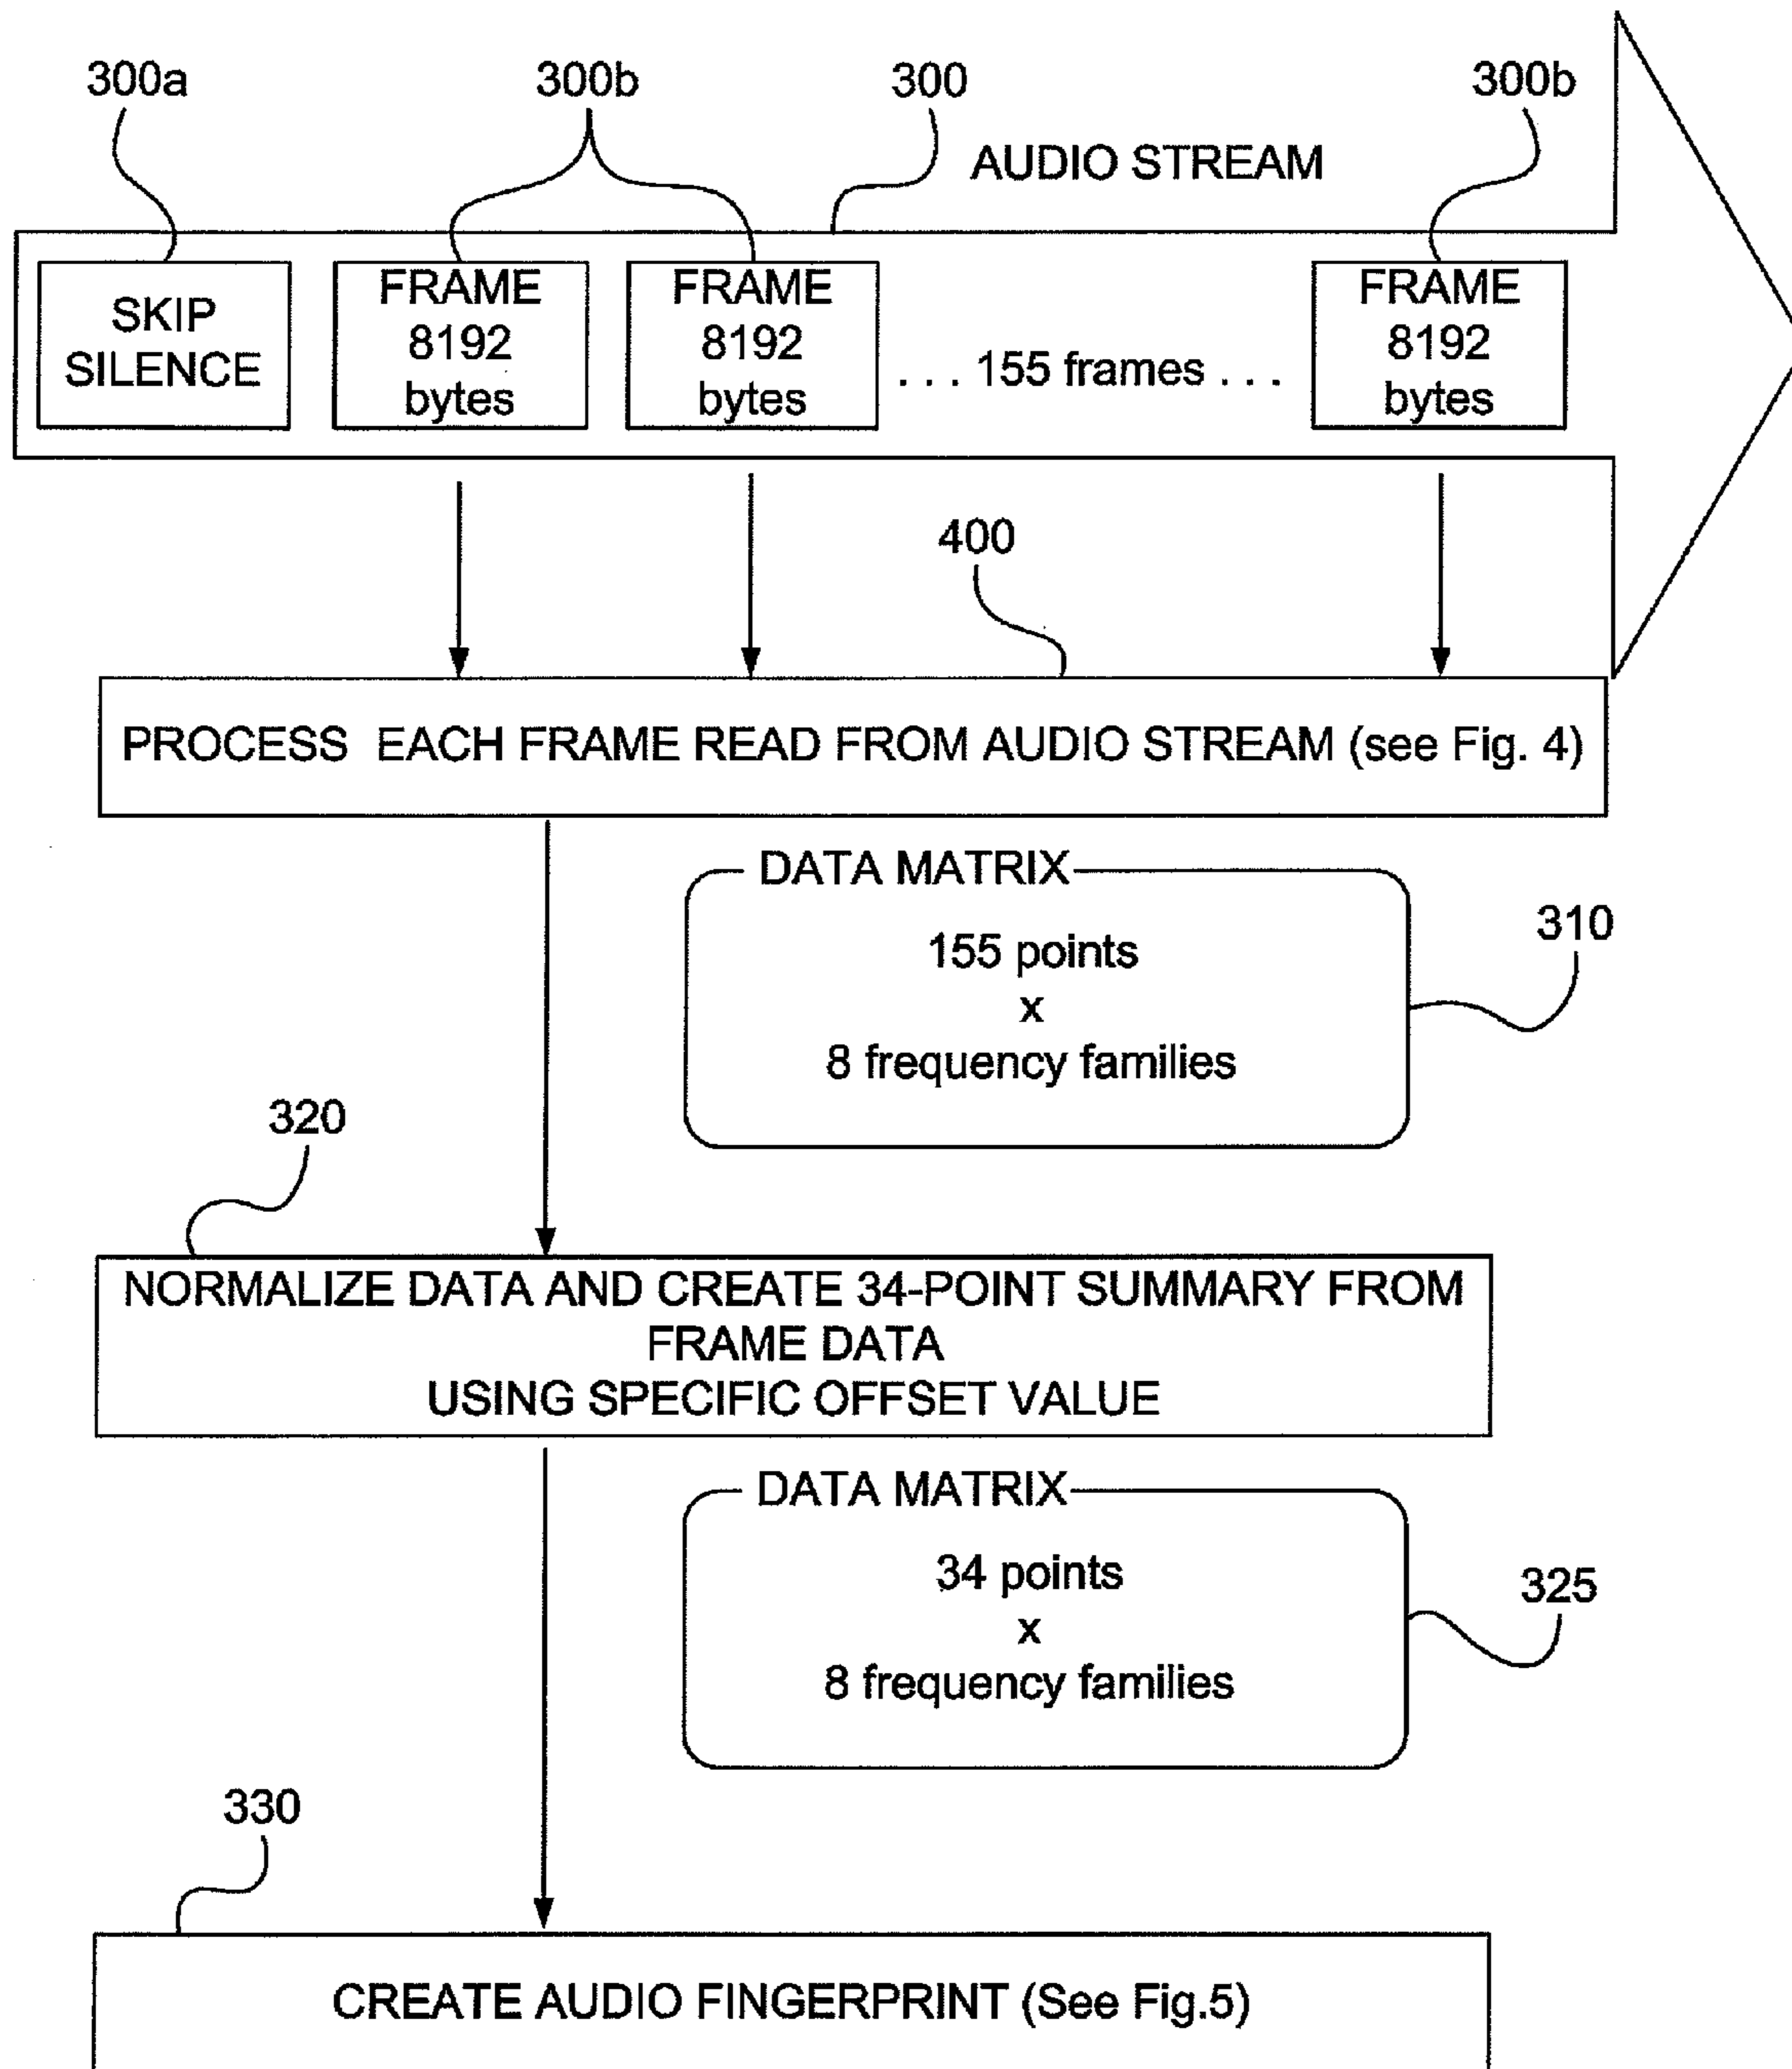 300a
300b
300
300b
AUDIO STREAM
SKIP
SILENCE
FRAME
8192
bytes
FRAME
8192
bytes
. . . 155 frames . . .
FRAME
8192
bytes
400
PROCESS EACH FRAME READ FROM AUDIO STREAM (see Fig. 4)
DATA MATRIX
155 points
x
8 frequency families
310
320
NORMALIZE DATA AND CREATE 34-POINT SUMMARY FROM
FRAME DATA
USING SPECIFIC OFFSET VALUE
DATA MATRIX
34 points
x
8 frequency families
325
330
CREATE AUDIO FINGERPRINT (See Fig.5)